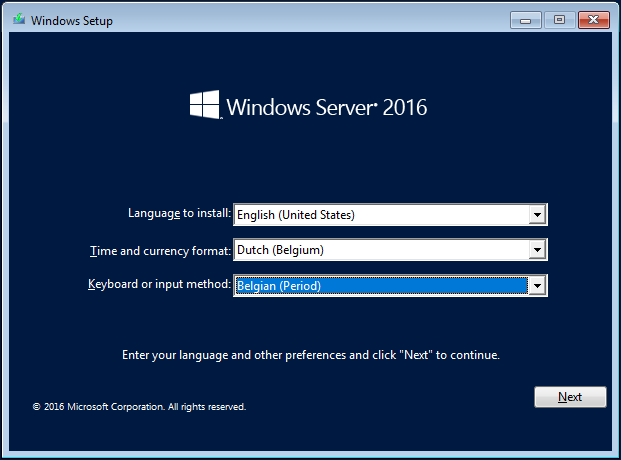 Windows Setup
Windows Server® 2016
Language to install: English (United States)
Time and currency format: Dutch (Belgium)
Keyboard or input method: Belgian (Period)
Enter your language and other preferences and click "Next" to continue.
Next
© 2016 Microsoft Corporation. All rights reserved.